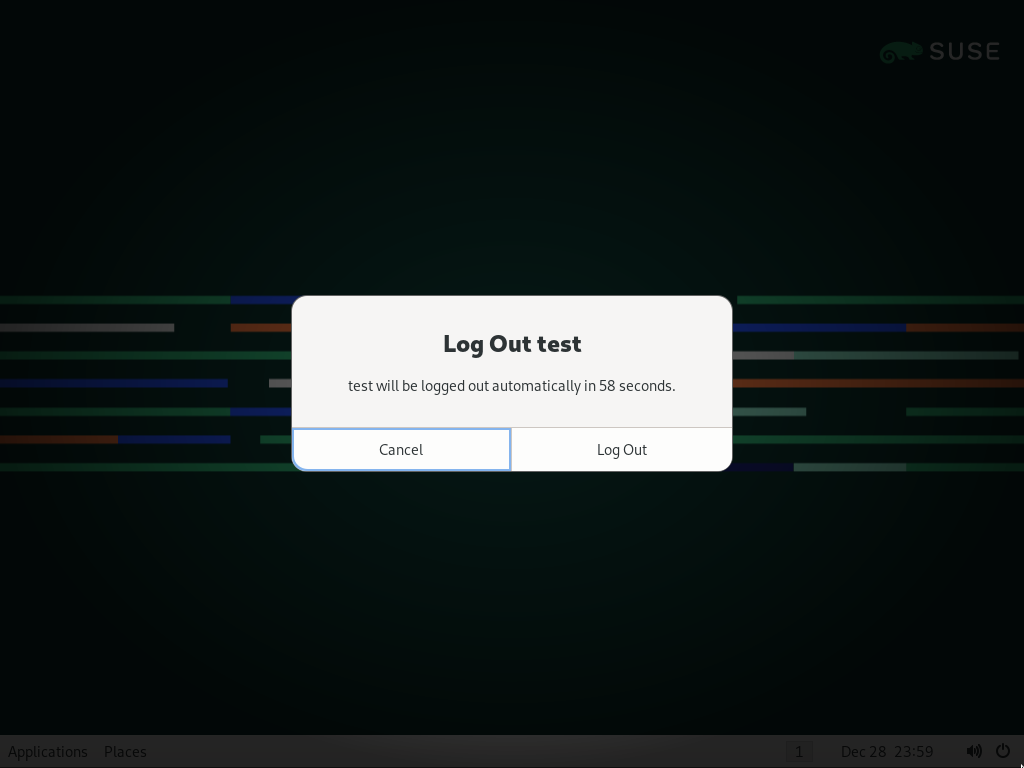 SUSE
Log Out test
test will be logged out automatically in 58 seconds.
Cancel Log Out
Applications Places 1 Dec 28 23:59